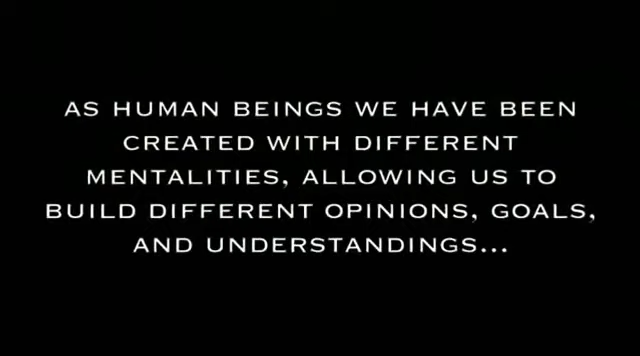 AS HUMAN BEINGS WE HAVE BEEN
CREATED WITH DIFFERENT
MENTALITIES, ALLOWING US TO
BUILD DIFFERENT OPINIONS, GOALS,
AND UNDERSTANDINGS...